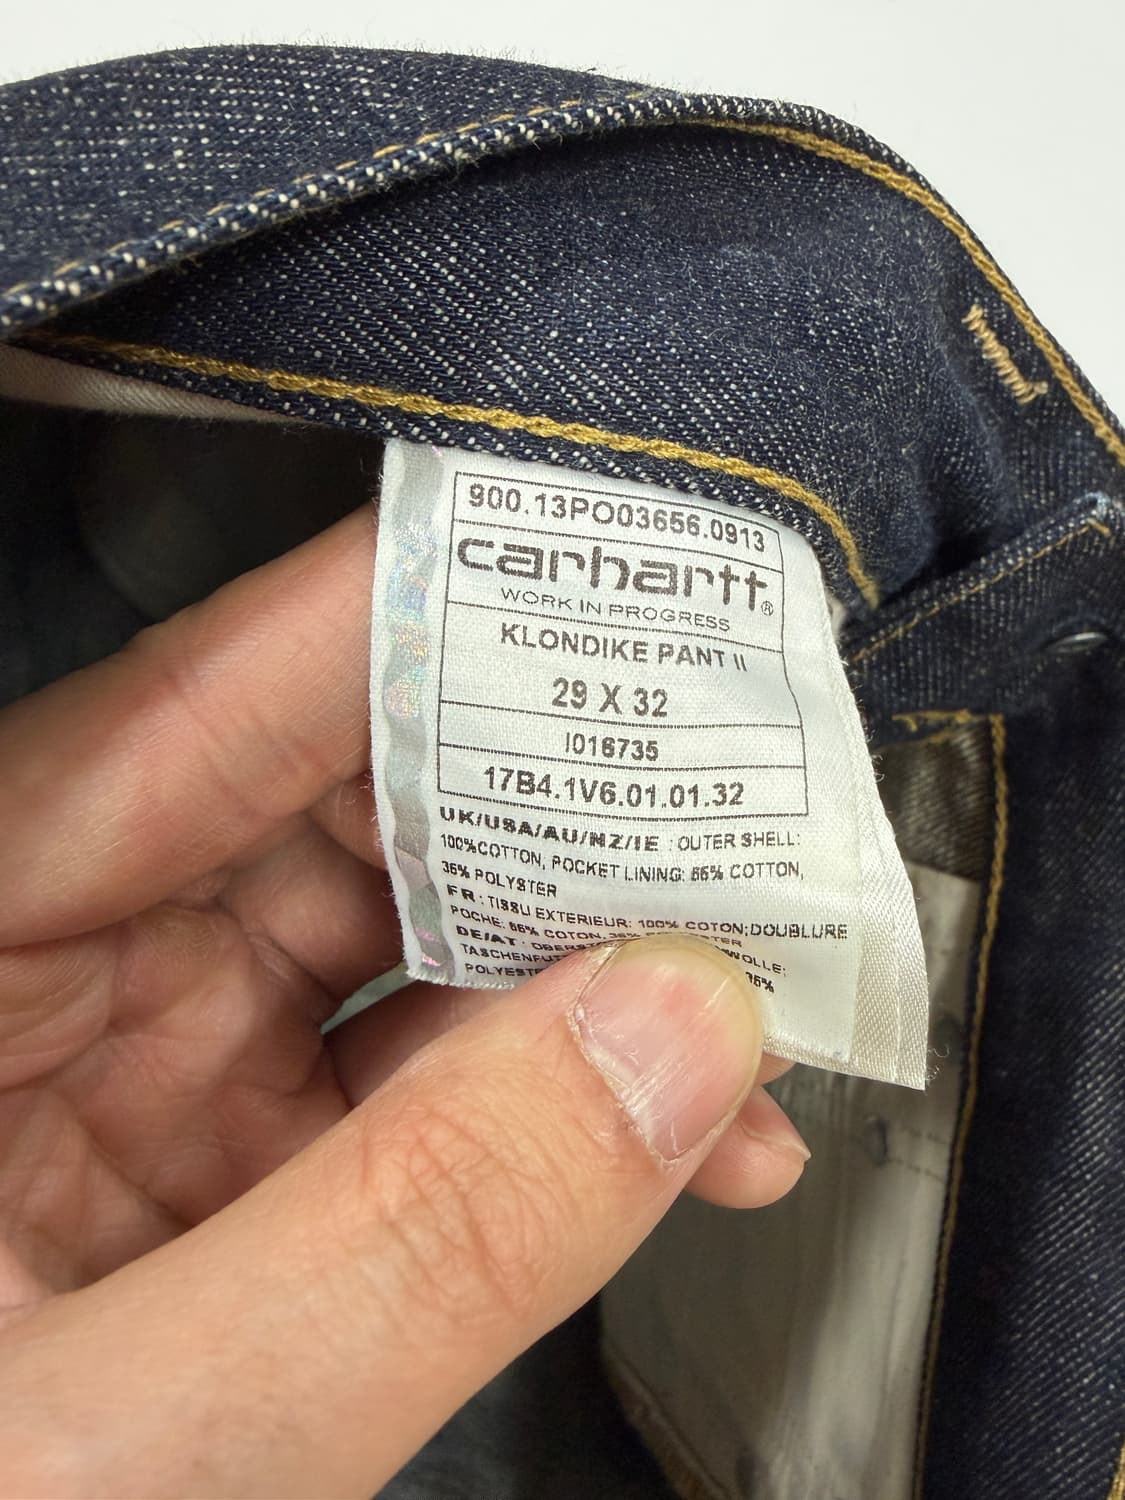 900.13PO03656.0913
carhartt®
WORK IN PROGRESS
KLONDIKE PANT II
29 X 32
I016735
17B4.1V6.01.01.32
UK/USA/AU/NZ/IE : OUTER SHELL:
100%COTTON, POCKET LINING: 65% COTTON,
35% POLYSTER
FR : TISSU EXTERIEUR: 100% COTON;DOUBLURE
POCHE: 65% COTON, 35%
DE/AT :
35%